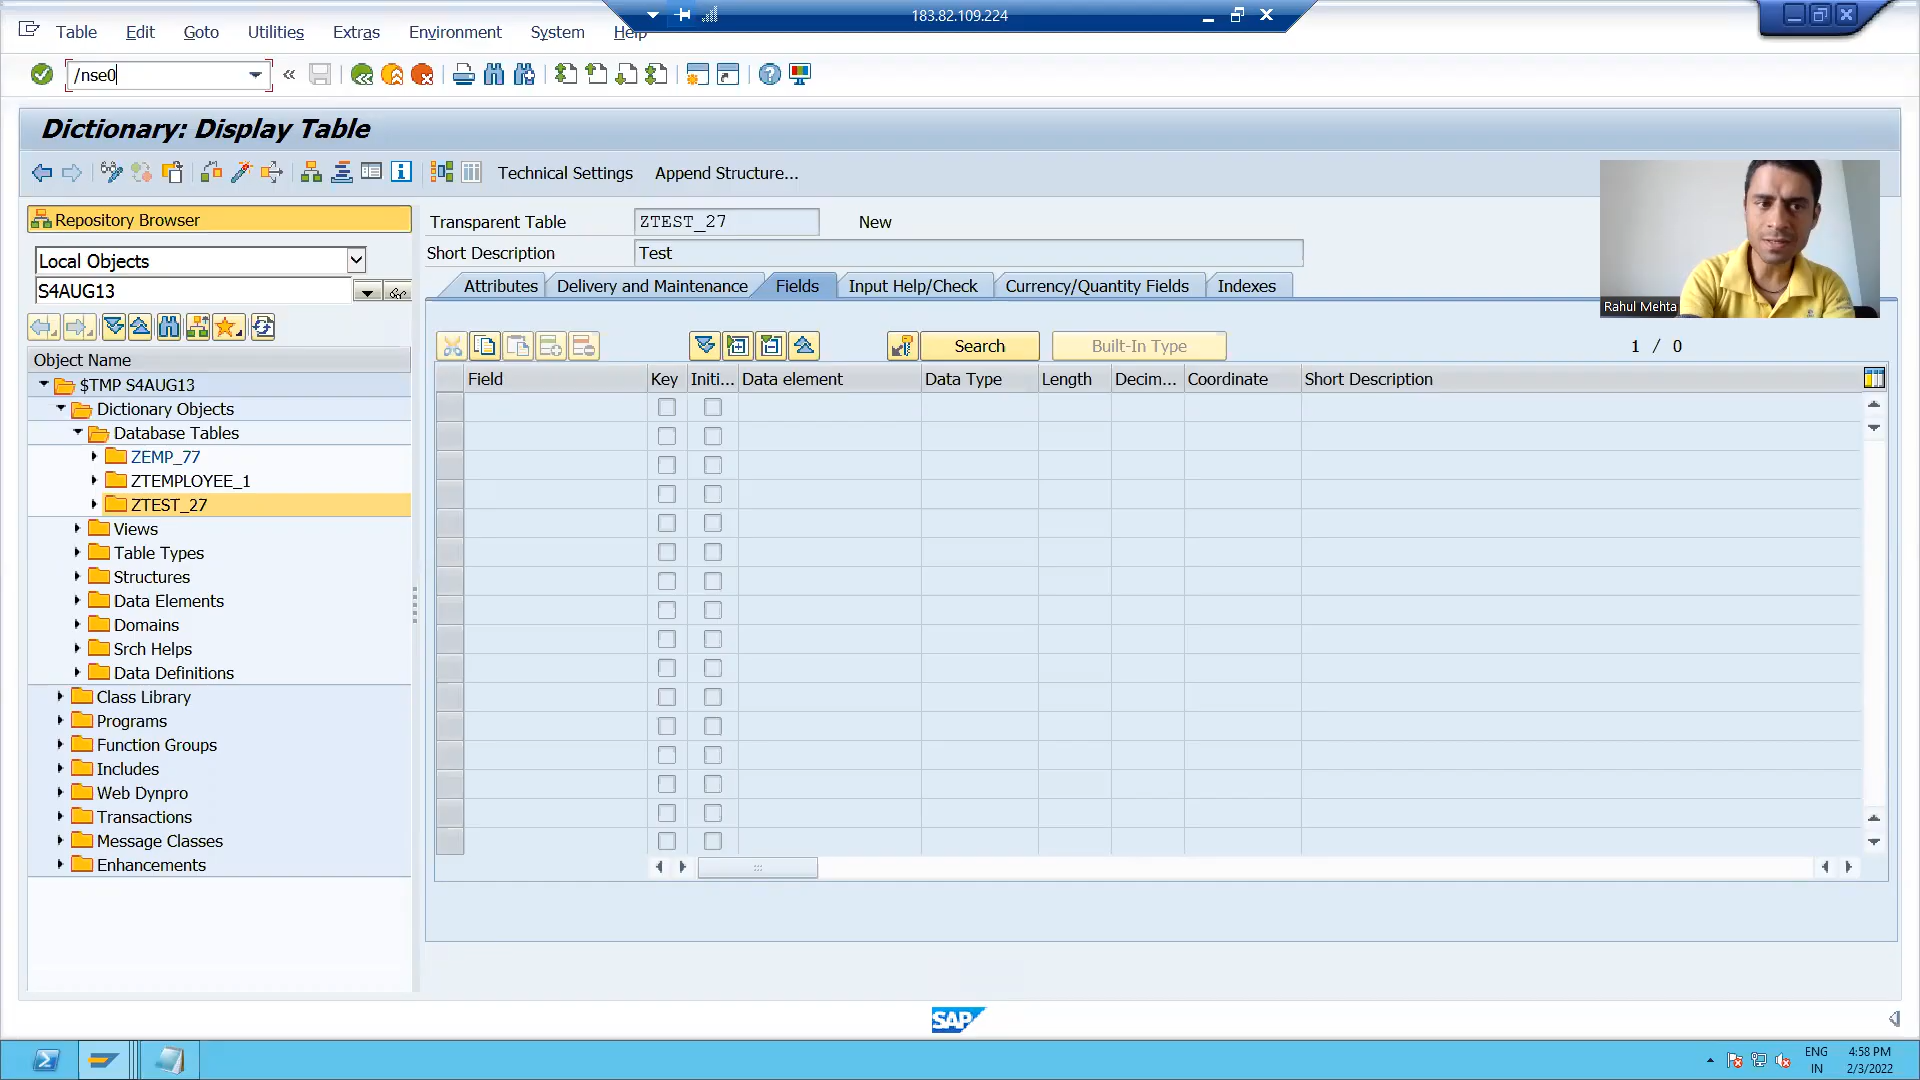 183.82.109.224
Table Edit Goto Utilities Extras Environment System Help
/nse0
Dictionary: Display Table
Technical Settings Append Structure...
Repository Browser
Transparent Table ZTEST_27 New
Short Description Test
Local Objects
S4AUG13
Attributes Delivery and Maintenance Fields Input Help/Check Currency/Quantity Fields Indexes
Search Built-In Type 1 / 0
Object Name
Field Key Initi... Data element Data Type Length Decim... Coordinate Short Description
$TMP S4AUG13
Dictionary Objects
Database Tables
ZEMP_77
ZTEMPLOYEE_1
ZTEST_27
Views
Table Types
Structures
Data Elements
Domains
Srch Helps
Data Definitions
Class Library
Programs
Function Groups
Includes
Web Dynpro
Transactions
Message Classes
Enhancements
Rahul Mehta
SAP
ENG
IN
4:58 PM
2/3/2022